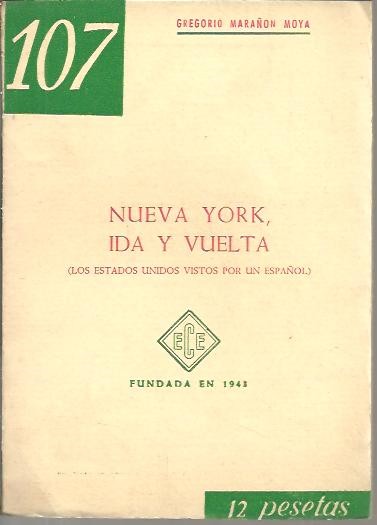 107
GREGORIO MARAÑON MOYA
NUEVA YORK,
IDA Y VUELTA
(LOS ESTADOS UNIDOS VISTOS POR UN ESPAÑOL)
ECE
FUNDADA EN 1943
12 pesetas